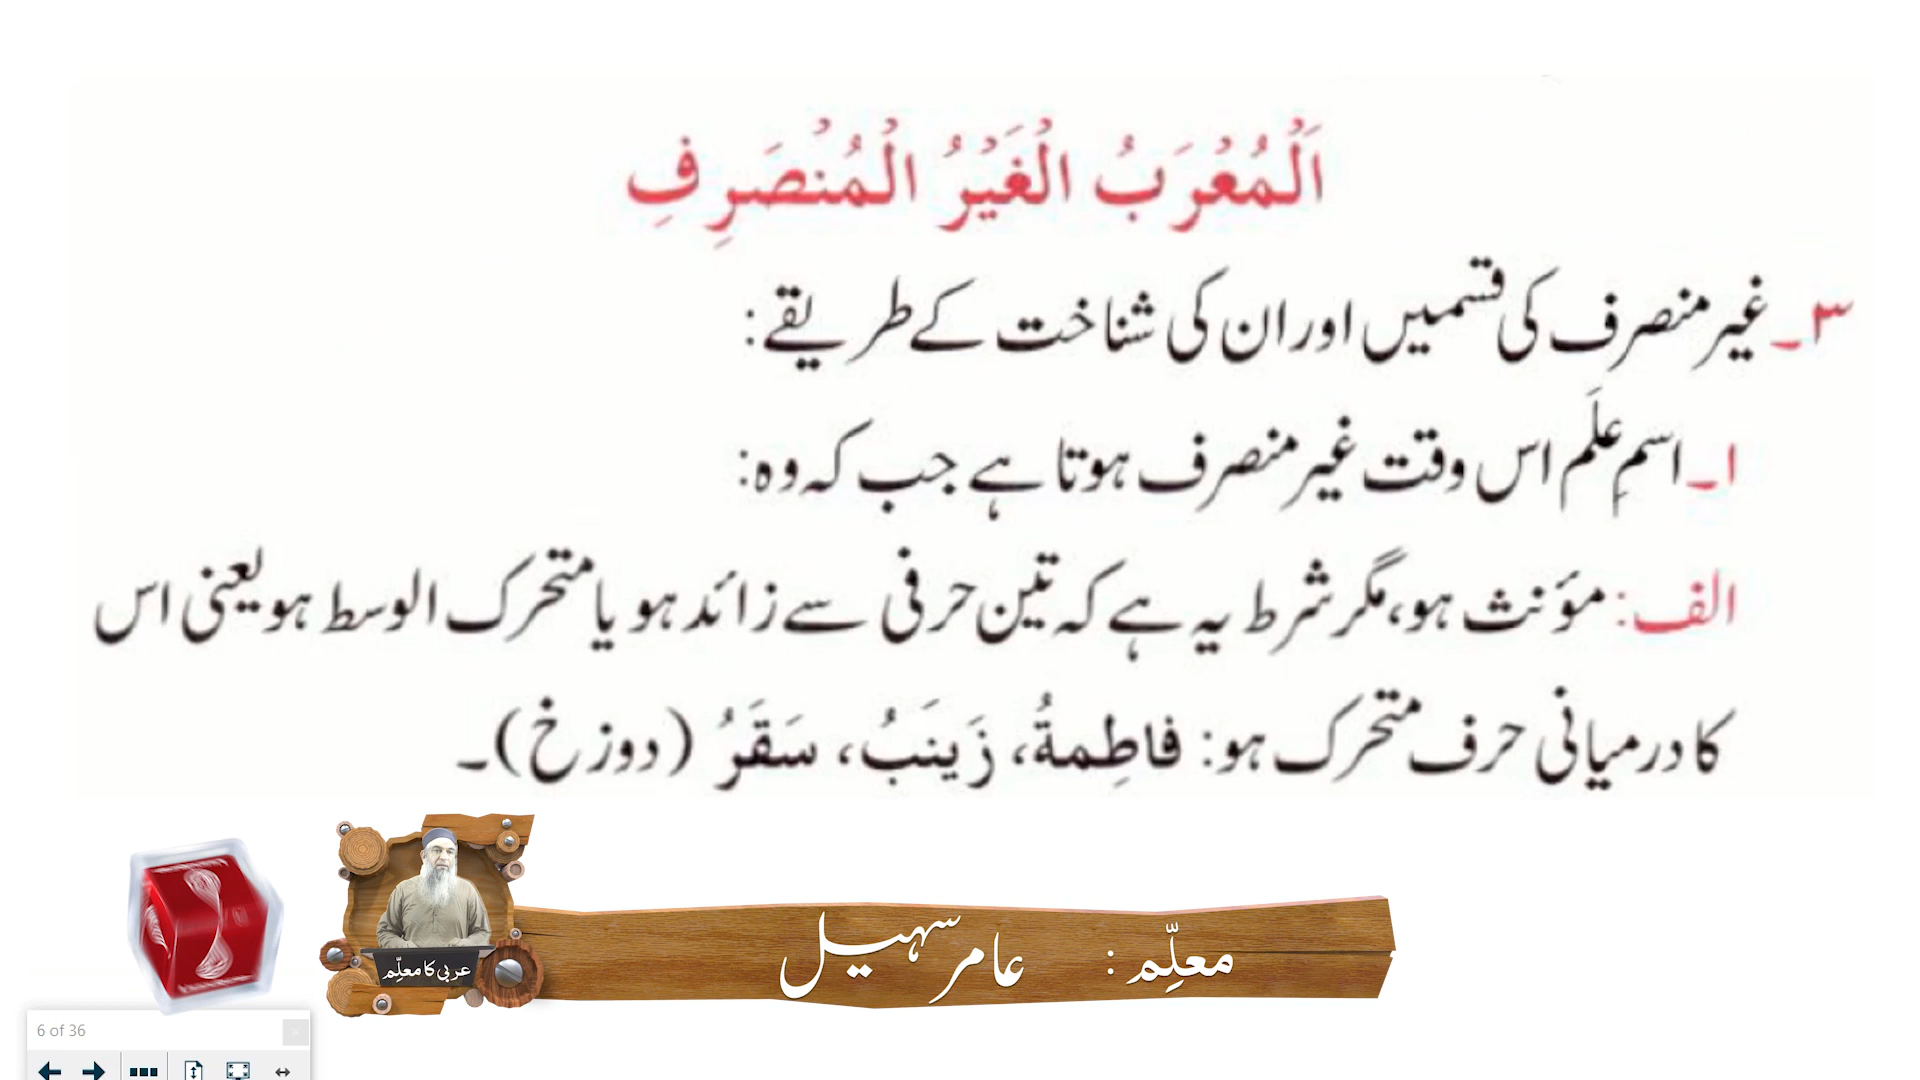 اَلْمُعْرَبُ الْغَيْرُ الْمُنْصَرِفِ
۳۔ غیر منصرف کی قسمیں اور ان کی شناخت کے طریقے:
۱۔ اسمِ علَم اس وقت غیر منصرف ہوتا ہے جب کہ وہ:
الف: مؤنث ہو، مگر شرط یہ ہے کہ تین حرفی سے زائد ہو یا متحرک الوسط ہو یعنی اس
کا درمیانی حرف متحرک ہو: فاطِمةُ، زَینَبُ، سَقَرُ (دوزخ)۔
معلِّم : عامر سہیل
عربی کا معلِّم
6 of 36